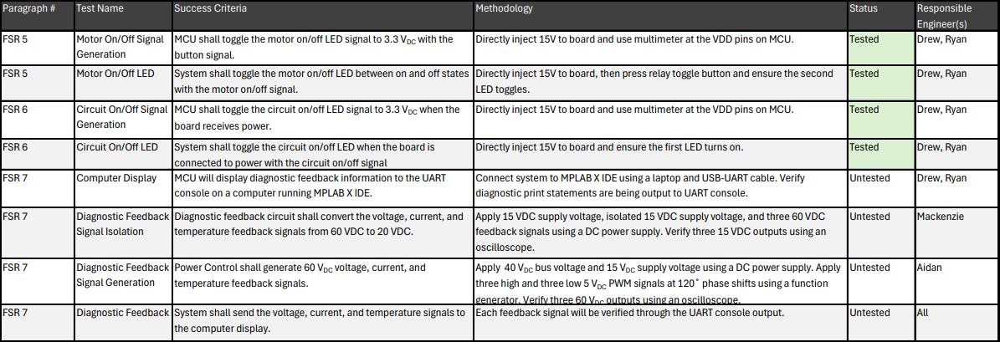 Paragraph # Test Name Success Criteria Methodology Status Responsible
Engineer(s)
FSR 5 Motor On/Off Signal MCU shall toggle the motor on/off LED signal to 3.3 VDC with the Directly inject 15V to board and use multimeter at the VDD pins on MCU. Tested Drew, Ryan
Generation button signal.
FSR 5 Motor On/Off LED System shall toggle the motor on/off LED between on and off states Directly inject 15V to board, then press relay toggle button and ensure the second Tested Drew, Ryan
with the motor on/off signal. LED toggles.
FSR 6 Circuit On/Off Signal MCU shall toggle the circuit on/off LED signal to 3.3 VDC when the Directly inject 15V to board and use multimeter at the VDD pins on MCU. Tested Drew, Ryan
Generation board receives power.
FSR 6 Circuit On/Off LED System shall toggle the circuit on/off LED when the board is Directly inject 15V to board and ensure the first LED turns on. Tested Drew, Ryan
connected to power with the circuit on/off signal
FSR 7 Computer Display MCU will display diagnostic feedback information to the UART Connect system to MPLAB X IDE using a laptop and USB-UART cable. Verify Untested Drew, Ryan
console on a computer running MPLAB X IDE. diagnostic print statements are being output to UART console.
FSR 7 Diagnostic Feedback Diagnostic feedback circuit shall convert the voltage, current, and Apply 15 VDC supply voltage, isolated 15 VDC supply voltage, and three 60 VDC Untested Mackenzie
Signal Isolation temperature feedback signals from 60 VDC to 20 VDC. feedback signals using a DC power supply. Verify three 15 VDC outputs using an
oscilloscope.
FSR 7 Diagnostic Feedback Power Control shall generate 60 VDC voltage, current, and Apply 40 VDC bus voltage and 15 VDC supply voltage using a DC power supply. Apply Untested Aidan
Signal Generation temperature feedback signals. three high and three low 5 VDC PWM signals at 120° phase shifts using a function
generator. Verify three 60 VDC outputs using an oscilloscope.
FSR 7 Diagnostic Feedback System shall send the voltage, current, and temperature signals to Each feedback signal will be verified through the UART console output. Untested All
the computer display.